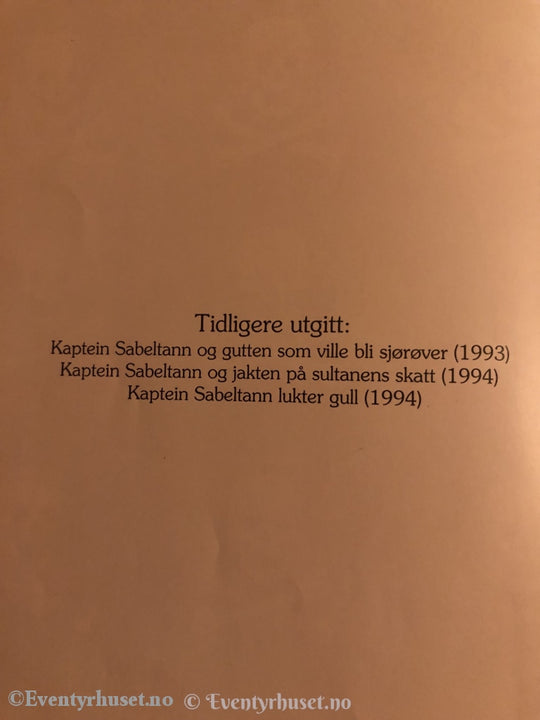 Tidligere utgitt:
Kaptein Sabeltann og gutten som ville bli sjørøver (1993)
Kaptein Sabeltann og jakten på sultanens skatt (1994)
Kaptein Sabeltann lukter gull (1994)
©Eventyrhuset.no © Eventyrhuset.no